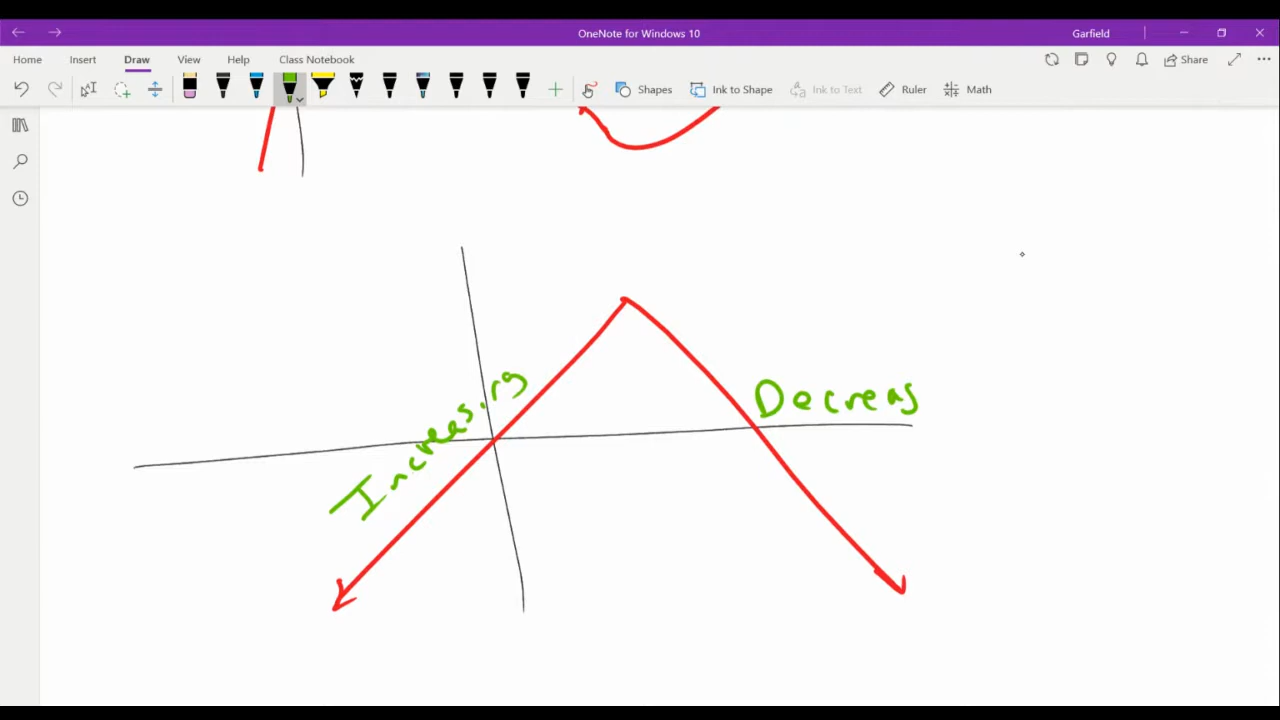 OneNote for Windows 10
Garfield
Home Insert Draw View Help Class Notebook
Share
Shapes Ink to Shape Ink to Text Ruler Math
Increasing
Decreas